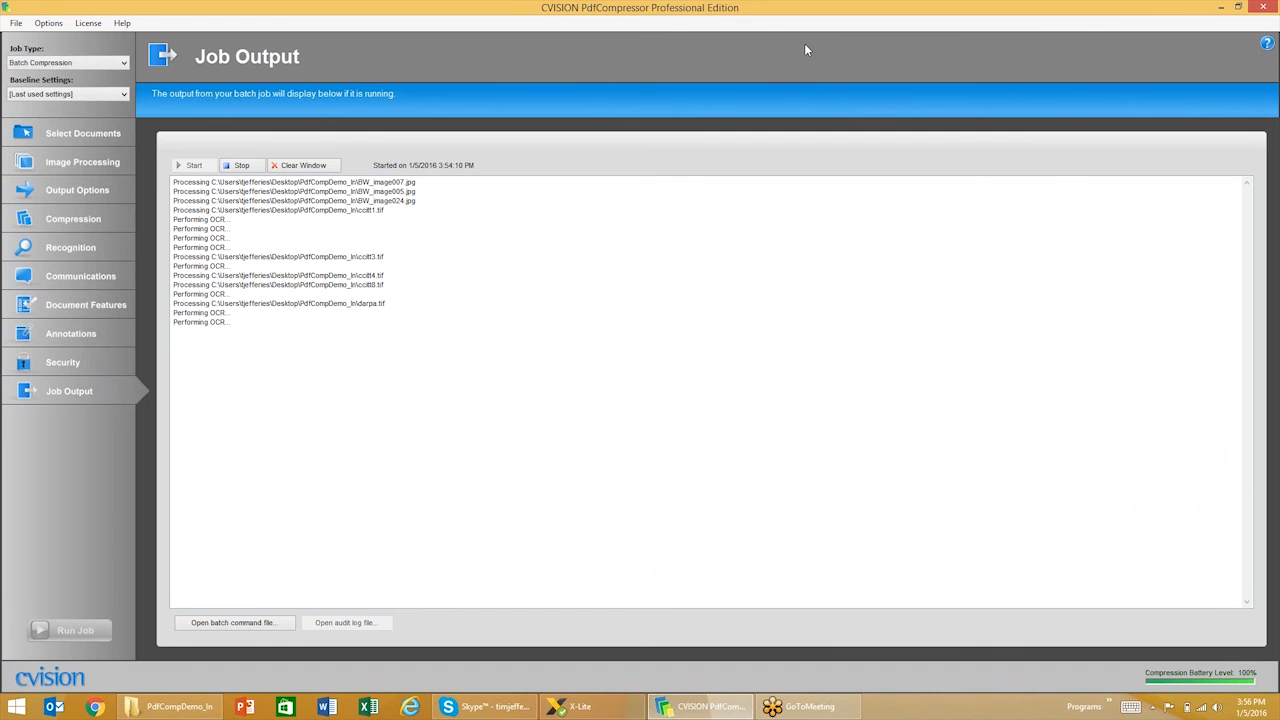 CVISION PdfCompressor Professional Edition
File Options License Help
Job Type:
Batch Compression
Baseline Settings:
[Last used settings]
Select Documents
Image Processing
Output Options
Compression
Recognition
Communications
Document Features
Annotations
Security
Job Output
Run Job
Job Output
The output from your batch job will display below if it is running.
Start Stop Clear Window Started on 1/5/2016 3:54:10 PM
Processing C:\Users\tjefferies\Desktop\PdfCompDemo_In\BW_image007.jpg
Processing C:\Users\tjefferies\Desktop\PdfCompDemo_In\BW_image005.jpg
Processing C:\Users\tjefferies\Desktop\PdfCompDemo_In\BW_image024.jpg
Processing C:\Users\tjefferies\Desktop\PdfCompDemo_In\ccitt1.tif
Performing OCR...
Performing OCR...
Performing OCR...
Performing OCR...
Processing C:\Users\tjefferies\Desktop\PdfCompDemo_In\ccitt3.tif
Performing OCR...
Processing C:\Users\tjefferies\Desktop\PdfCompDemo_In\ccitt4.tif
Processing C:\Users\tjefferies\Desktop\PdfCompDemo_In\ccitt8.tif
Performing OCR...
Processing C:\Users\tjefferies\Desktop\PdfCompDemo_In\darpa.tif
Performing OCR...
Performing OCR...
Open batch command file... Open audit log file...
cvision
Compression Battery Level: 100%
PdfCompDemo_In Skype™ - timjeffe... X-Lite CVISION PdfCom... GoToMeeting Programs 3:56 PM
1/5/2016